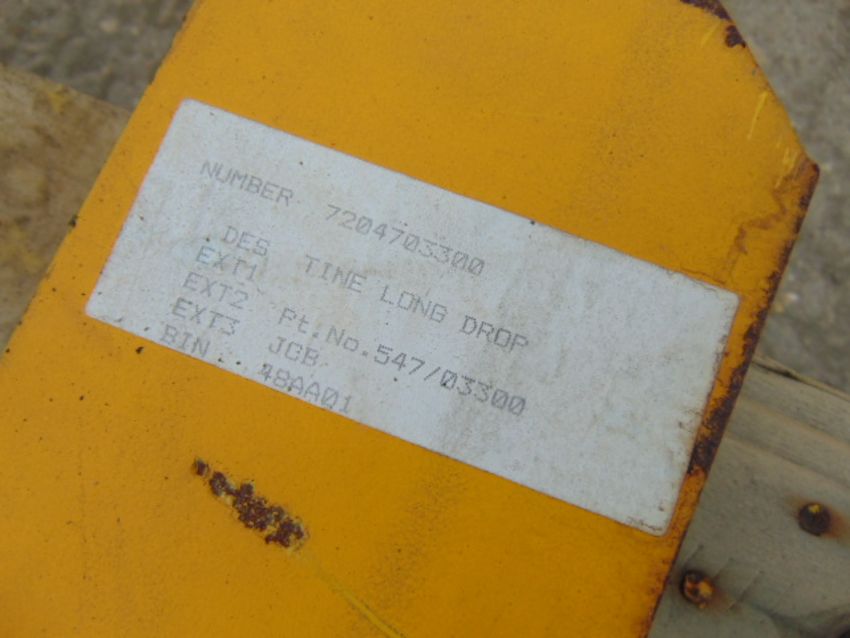 NUMBER 7204703300
DES TINE LONG DROP
EXT1
EXT2 Pt.No.547/03300
EXT3 JCB
BIN 48AA01